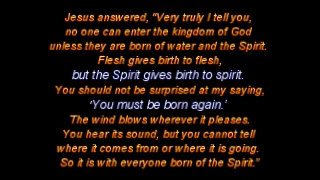 Jesus answered, “Very truly I tell you,
no one can enter the kingdom of God
unless they are born of water and the Spirit.
Flesh gives birth to flesh,
but the Spirit gives birth to spirit.
You should not be surprised at my saying,
‘You must be born again.’
The wind blows wherever it pleases.
You hear its sound, but you cannot tell
where it comes from or where it is going.
So it is with everyone born of the Spirit.”